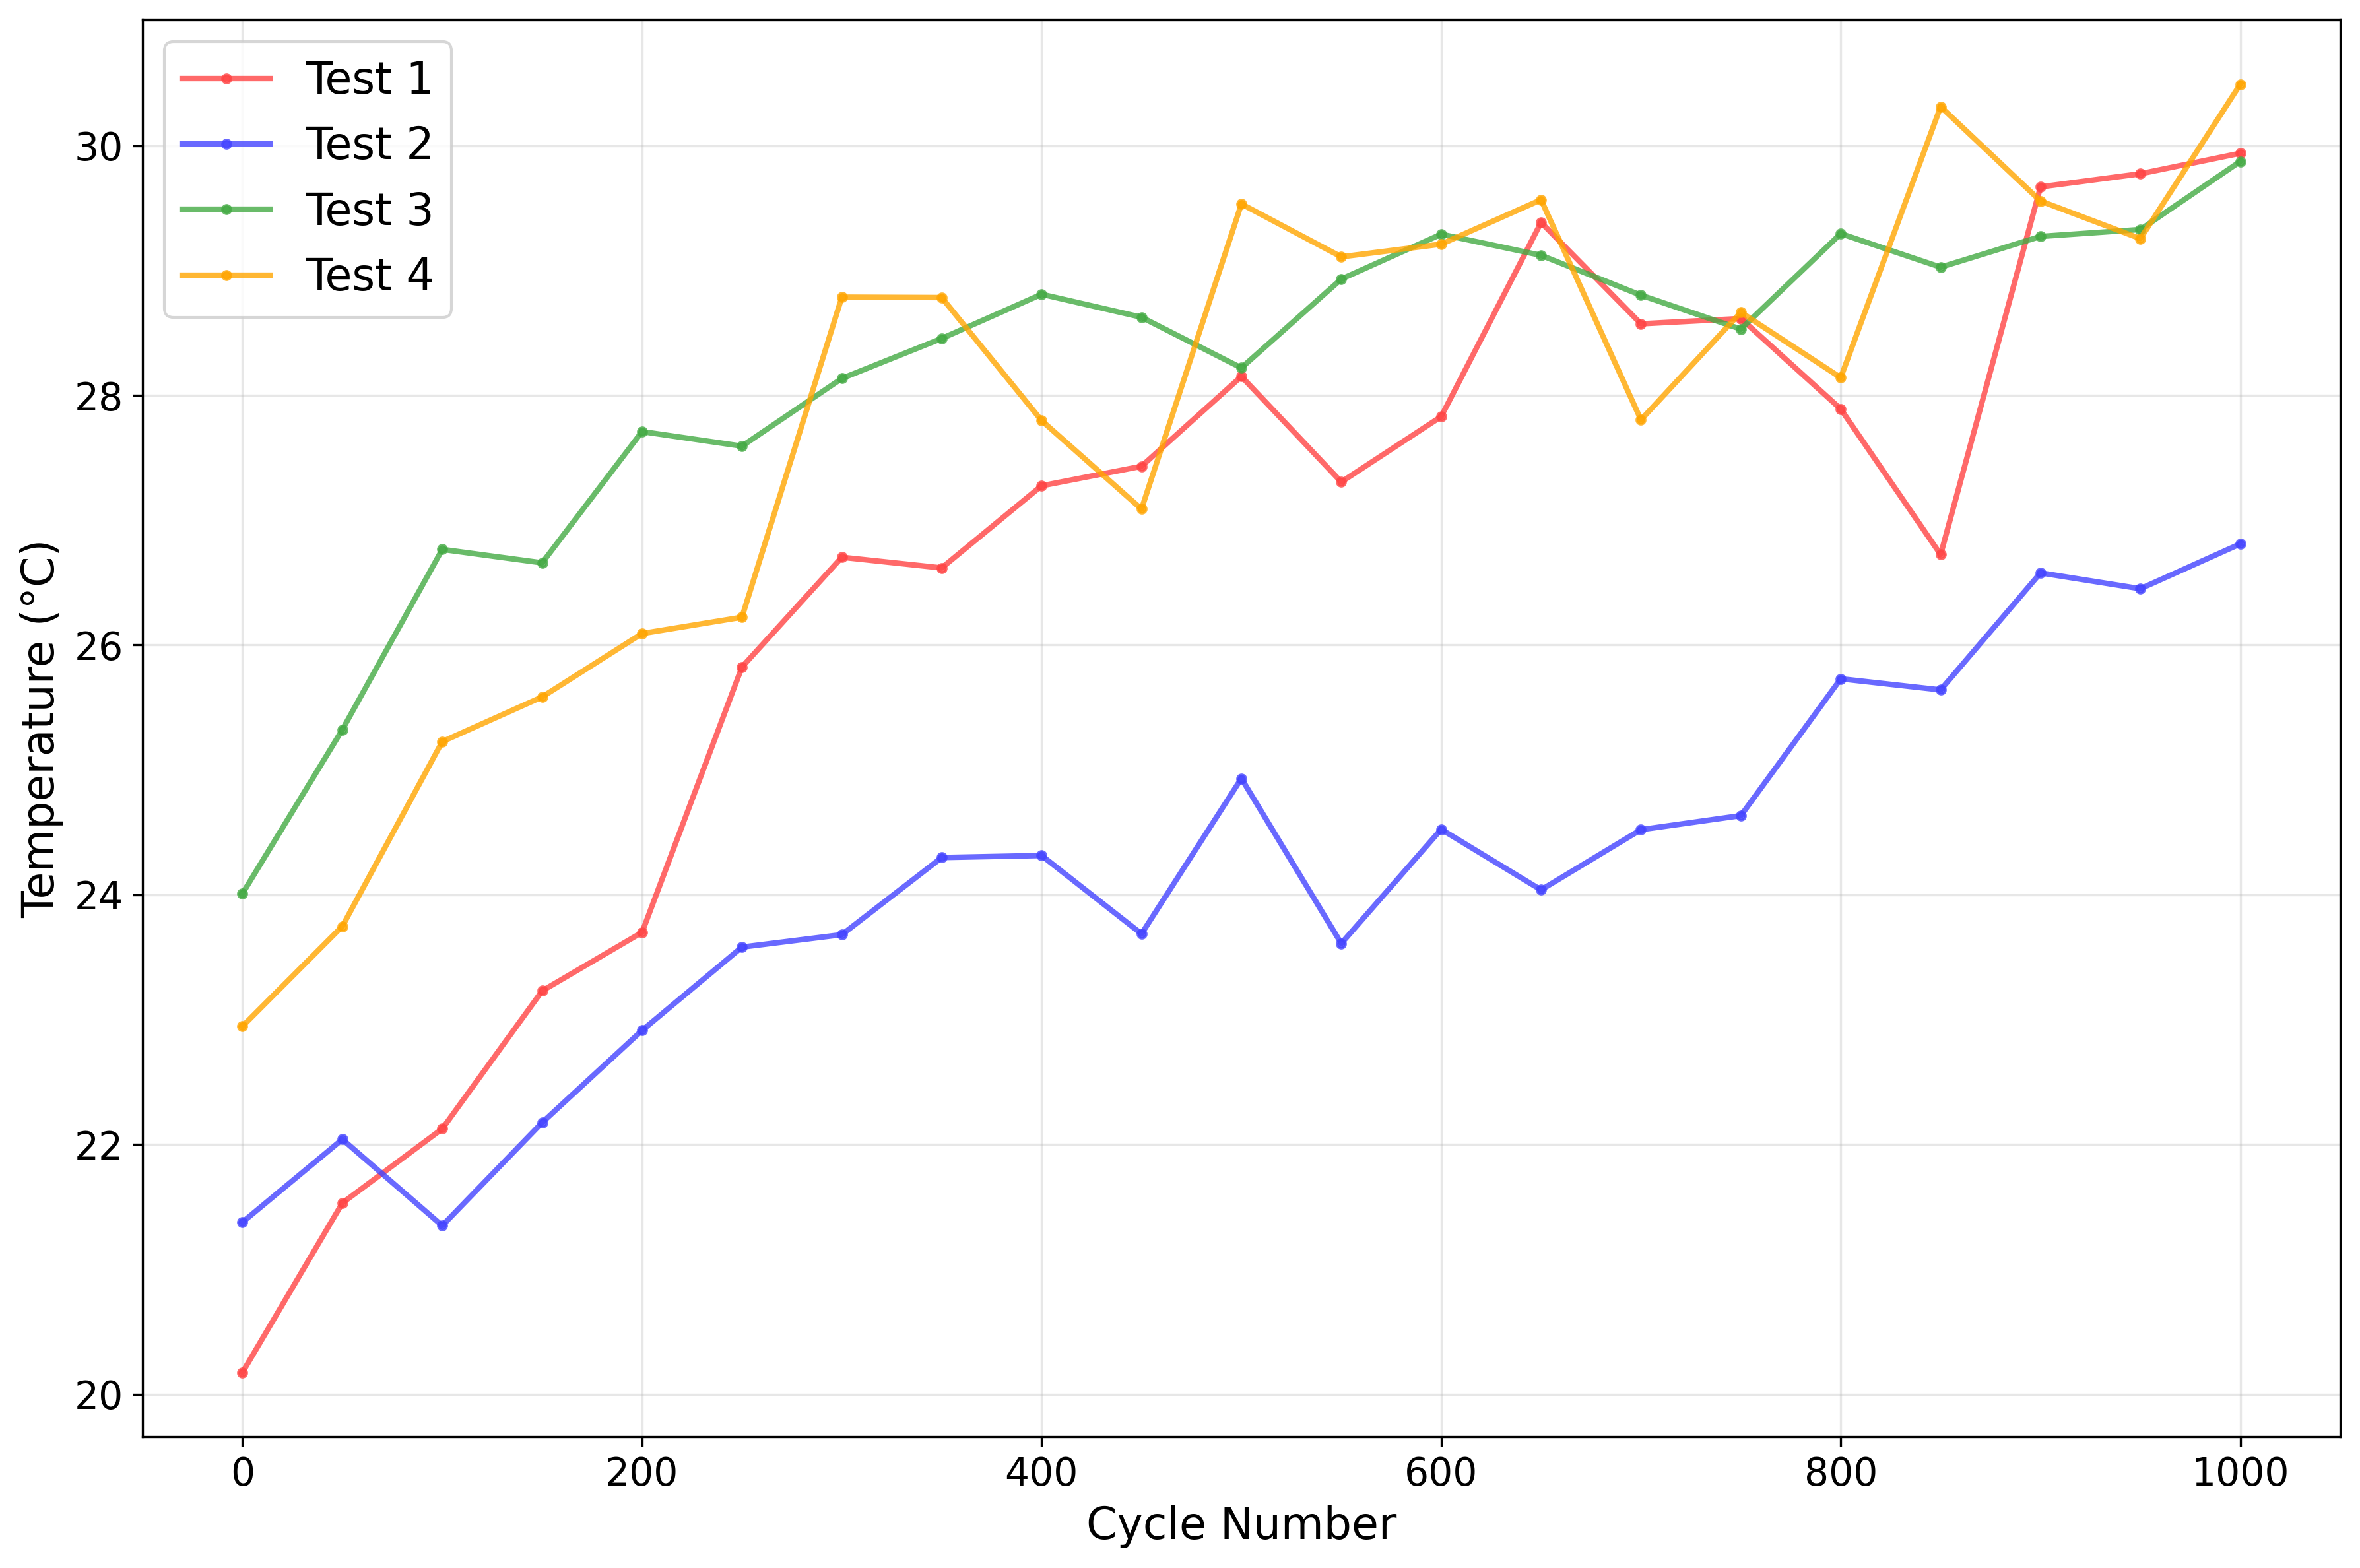 Test 1
Test 2
Test 3
Test 4
Temperature (°C)
30
28
26
24
22
20
0 200 400 600 800 1000
Cycle Number